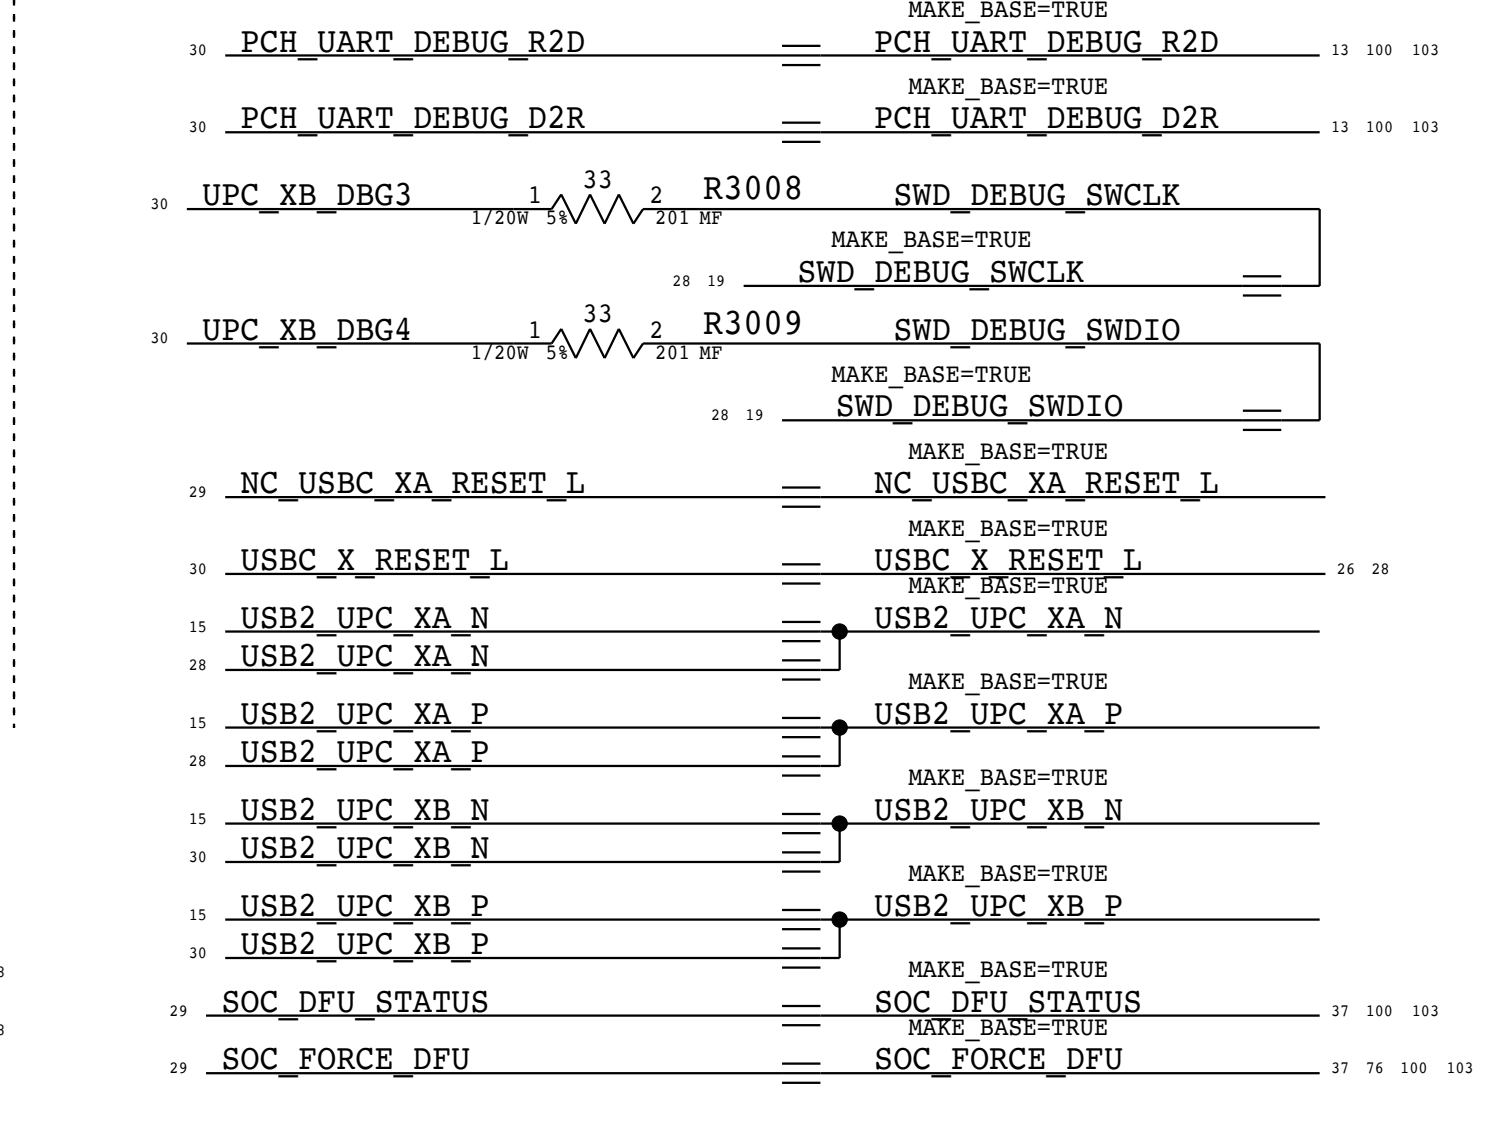 MAKE_BASE=TRUE
30 PCH_UART_DEBUG_R2D PCH_UART_DEBUG_R2D 13 100 103
MAKE_BASE=TRUE
30 PCH_UART_DEBUG_D2R PCH_UART_DEBUG_D2R 13 100 103
33
30 UPC_XB_DBG3 1 2 R3008 SWD_DEBUG_SWCLK
1/20W 5% 201 MF
MAKE_BASE=TRUE
28 19 SWD_DEBUG_SWCLK
33
30 UPC_XB_DBG4 1 2 R3009 SWD_DEBUG_SWDIO
1/20W 5% 201 MF
MAKE_BASE=TRUE
28 19 SWD_DEBUG_SWDIO
MAKE_BASE=TRUE
29 NC_USBC_XA_RESET_L NC_USBC_XA_RESET_L
MAKE_BASE=TRUE
30 USBC_X_RESET_L USBC_X_RESET_L 26 28
MAKE_BASE=TRUE
15 USB2_UPC_XA_N USB2_UPC_XA_N
28 USB2_UPC_XA_N
MAKE_BASE=TRUE
15 USB2_UPC_XA_P USB2_UPC_XA_P
28 USB2_UPC_XA_P
MAKE_BASE=TRUE
15 USB2_UPC_XB_N USB2_UPC_XB_N
30 USB2_UPC_XB_N
MAKE_BASE=TRUE
15 USB2_UPC_XB_P USB2_UPC_XB_P
30 USB2_UPC_XB_P
MAKE_BASE=TRUE
29 SOC_DFU_STATUS SOC_DFU_STATUS 37 100 103
MAKE_BASE=TRUE
29 SOC_FORCE_DFU SOC_FORCE_DFU 37 76 100 103